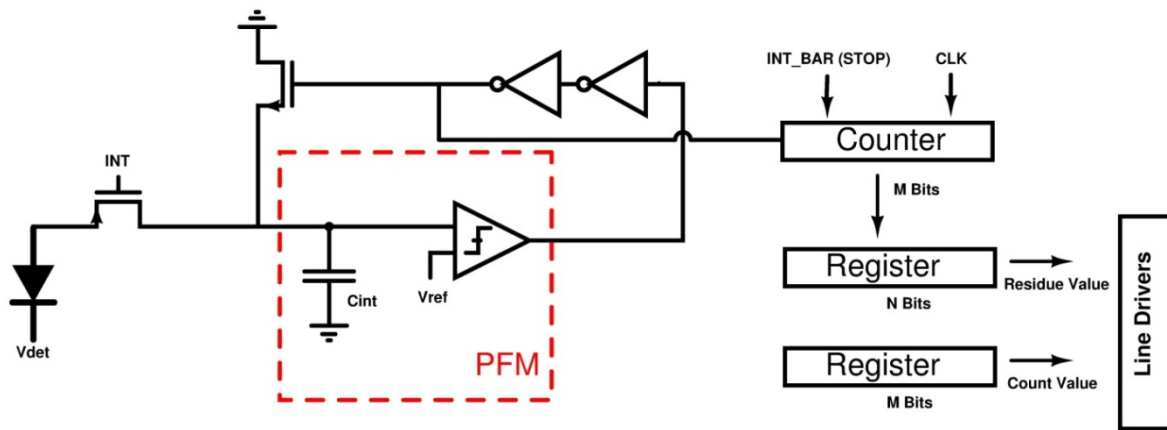 INT_BAR (STOP)
CLK
Counter
INT
M Bits
Register
Residue Value
N Bits
Cint
Vref
Vdet
PFM
Register
Count Value
M Bits
Line Drivers